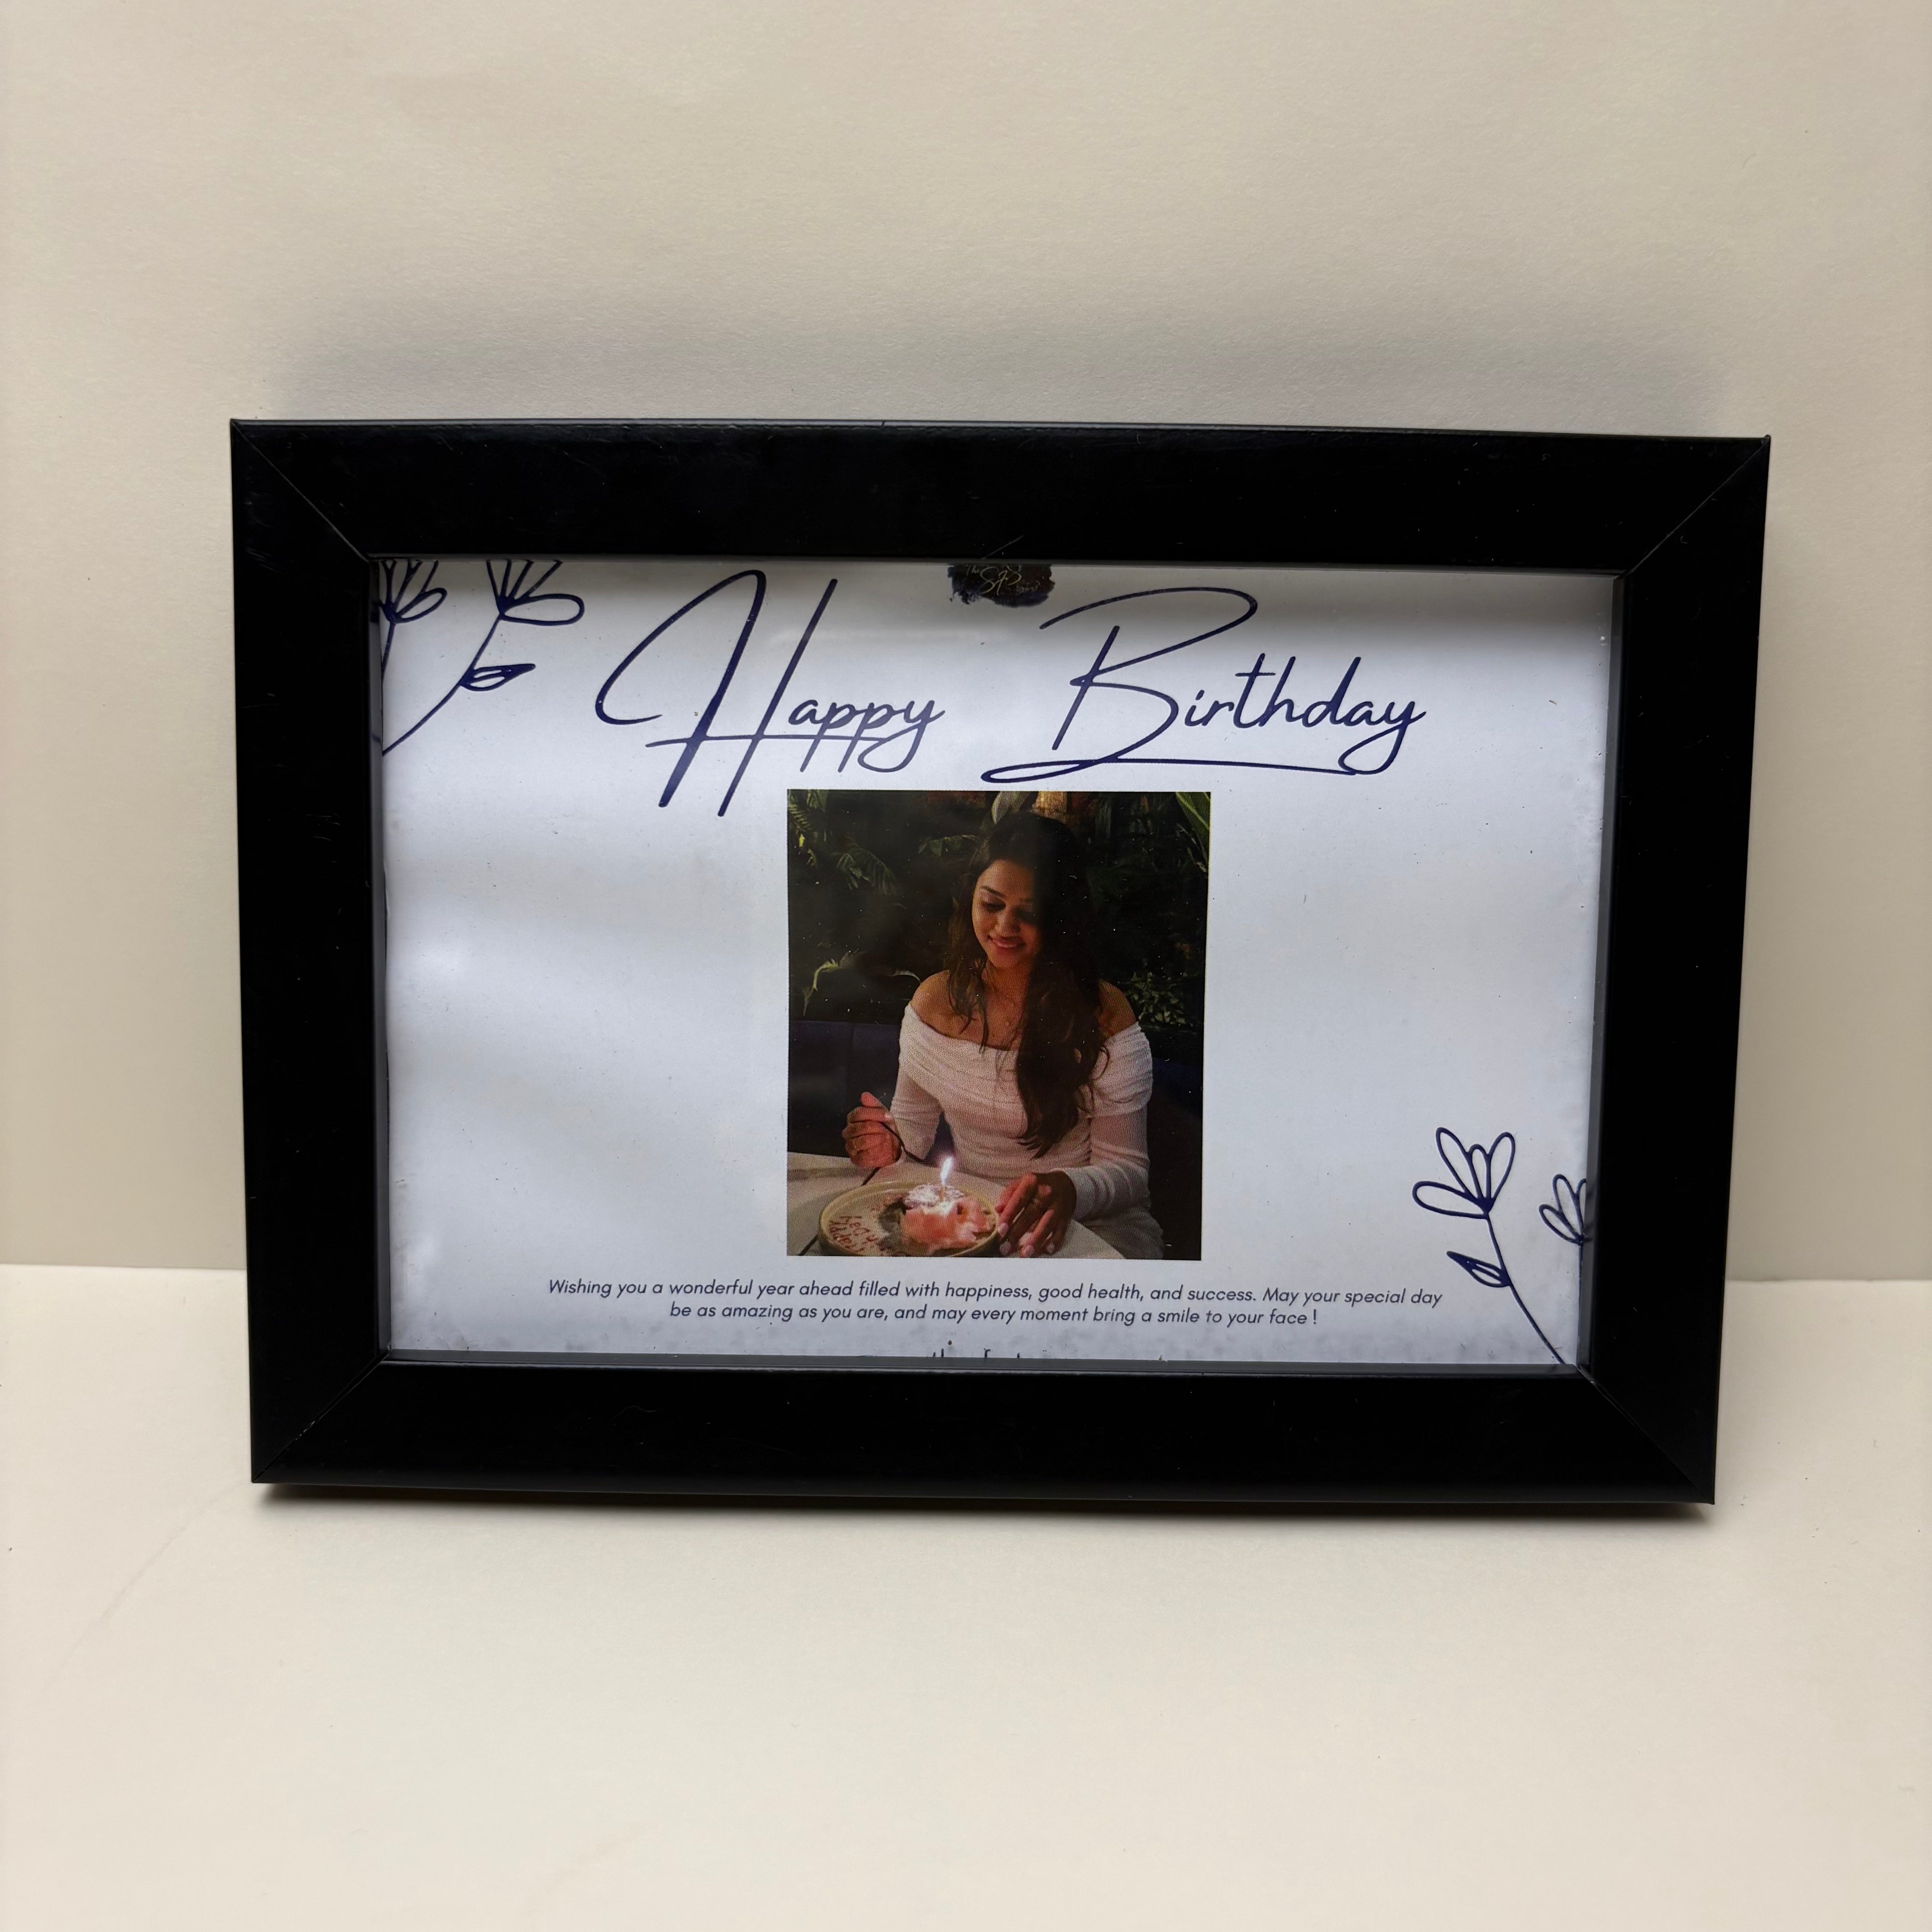 Happy Birthday
Wishing you a wonderful year ahead filled with happiness, good health, and success. May your special day
be as amazing as you are, and may every moment bring a smile to your face !